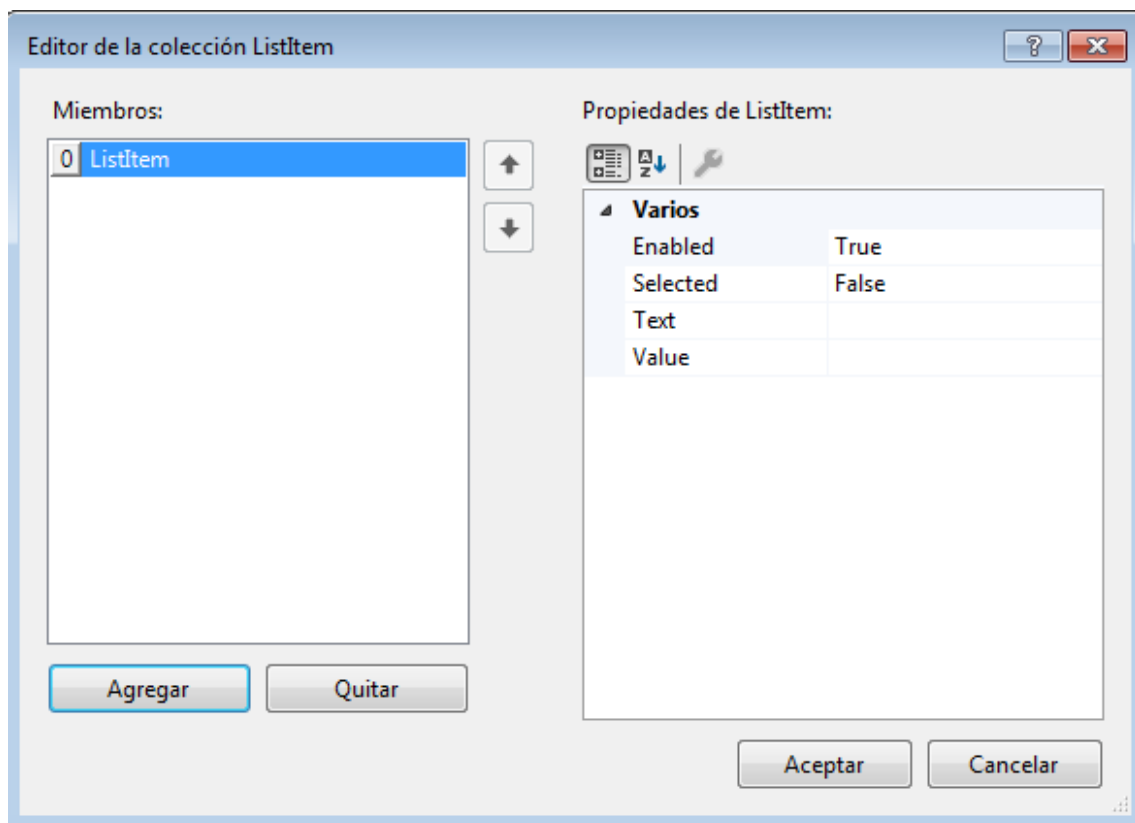 Editor de la colección ListItem
Miembros:
0 ListItem
Agregar
Quitar
Propiedades de ListItem:
Varios
Enabled True
Selected False
Text
Value
Aceptar
Cancelar